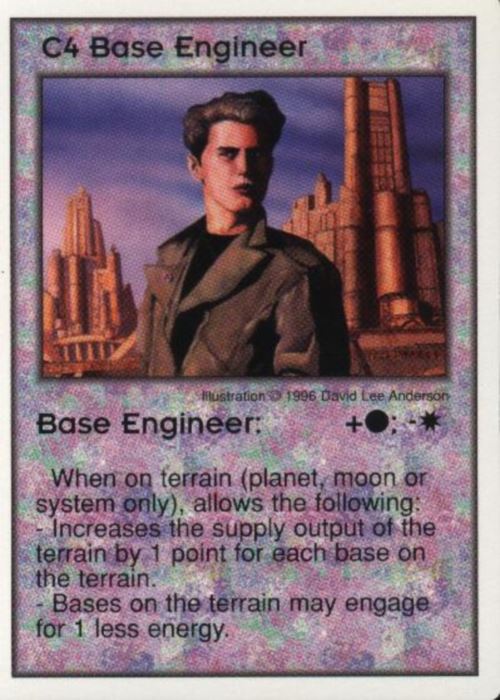 C4 Base Engineer
Illustration © 1996 David Lee Anderson
Base Engineer: +●: -✷
When on terrain (planet, moon or
system only), allows the following:
- Increases the supply output of the
terrain by 1 point for each base on
the terrain.
- Bases on the terrain may engage
for 1 less energy.